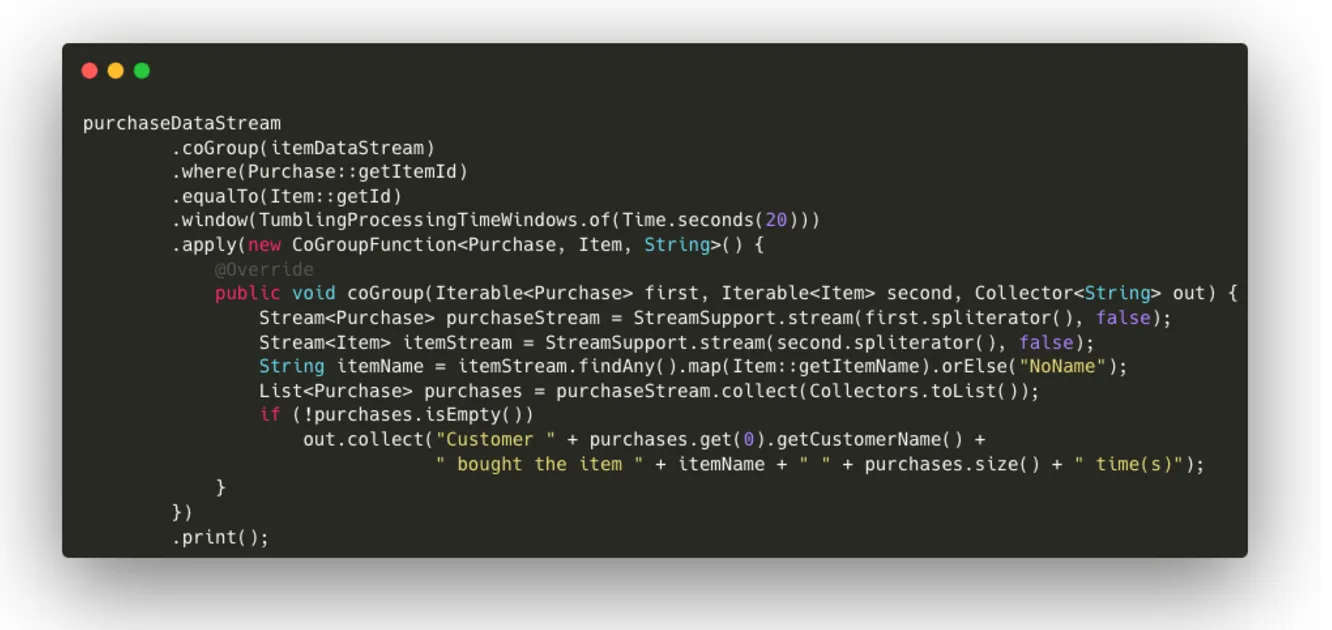 purchaseDataStream
        .coGroup(itemDataStream)
        .where(Purchase::getItemId)
        .equalTo(Item::getId)
        .window(TumblingProcessingTimeWindows.of(Time.seconds(20)))
        .apply(new CoGroupFunction<Purchase, Item, String>() {
            @Override
            public void coGroup(Iterable<Purchase> first, Iterable<Item> second, Collector<String> out) {
                Stream<Purchase> purchaseStream = StreamSupport.stream(first.spliterator(), false);
                Stream<Item> itemStream = StreamSupport.stream(second.spliterator(), false);
                String itemName = itemStream.findAny().map(Item::getItemName).orElse("NoName");
                List<Purchase> purchases = purchaseStream.collect(Collectors.toList());
                if (!purchases.isEmpty())
                    out.collect("Customer " + purchases.get(0).getCustomerName() +
                                " bought the item " + itemName + " " + purchases.size() + " time(s)");
            }
        })
        .print();